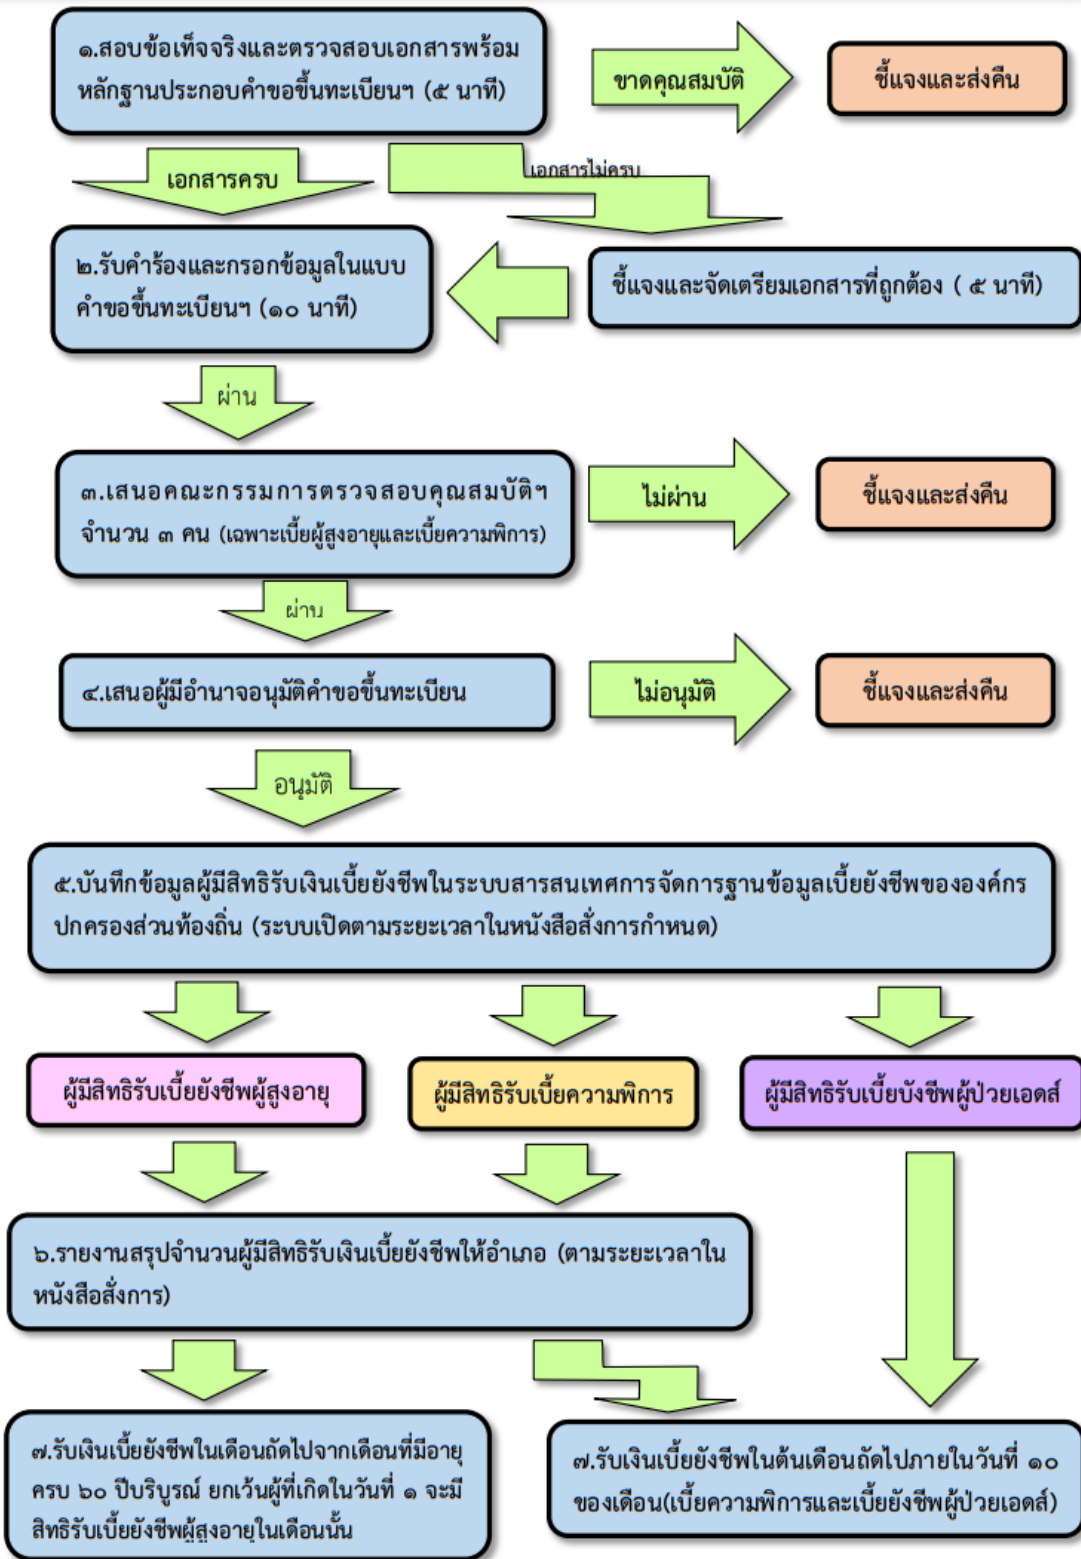 ๑.สอบข้อเท็จจริงและตรวจสอบเอกสารพร้อม
หลักฐานประกอบคำขอขึ้นทะเบียนฯ (๕ นาที)
ขาดคุณสมบัติ
ชี้แจงและส่งคืน
เอกสารครบ
เอกสารไม่ครบ
๒.รับคำร้องและกรอกข้อมูลในแบบ
คำขอขึ้นทะเบียนฯ (๑๐ นาที)
ชี้แจงและจัดเตรียมเอกสารที่ถูกต้อง ( ๕ นาที)
ผ่าน
๓.เสนอคณะกรรมการตรวจสอบคุณสมบัติฯ
จำนวน ๓ คน (เฉพาะเบี้ยผู้สูงอายุและเบี้ยความพิการ)
ไม่ผ่าน
ชี้แจงและส่งคืน
ผ่าน
๔.เสนอผู้มีอำนาจอนุมัติคำขอขึ้นทะเบียน
ไม่อนุมัติ
ชี้แจงและส่งคืน
อนุมัติ
๕.บันทึกข้อมูลผู้มีสิทธิรับเงินเบี้ยยังชีพในระบบสารสนเทศการจัดการฐานข้อมูลเบี้ยยังชีพขององค์กร
ปกครองส่วนท้องถิ่น (ระบบเปิดตามระยะเวลาในหนังสือสั่งการกำหนด)
ผู้มีสิทธิรับเบี้ยยังชีพผู้สูงอายุ
ผู้มีสิทธิรับเบี้ยความพิการ
ผู้มีสิทธิรับเบี้ยบังชีพผู้ป่วยเอดส์
๖.รายงานสรุปจำนวนผู้มีสิทธิรับเงินเบี้ยยังชีพให้อำเภอ (ตามระยะเวลาใน
หนังสือสั่งการ)
๗.รับเงินเบี้ยยังชีพในเดือนถัดไปจากเดือนที่มีอายุ
ครบ ๖๐ ปีบริบูรณ์ ยกเว้นผู้ที่เกิดในวันที่ ๑ จะมี
สิทธิรับเบี้ยยังชีพผู้สูงอายุในเดือนนั้น
๗.รับเงินเบี้ยยังชีพในต้นเดือนถัดไปภายในวันที่ ๑๐
ของเดือน(เบี้ยความพิการและเบี้ยยังชีพผู้ป่วยเอดส์)